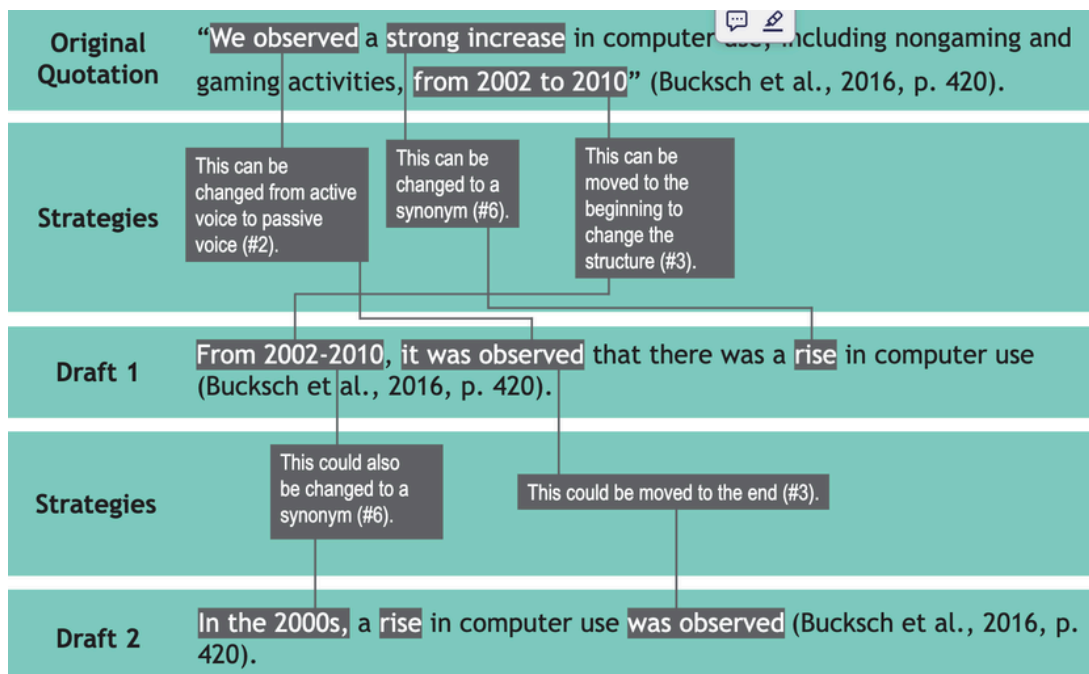 Original
Quotation
“We observed a strong increase in computer use, including nongaming and
gaming activities, from 2002 to 2010” (Bucksch et al., 2016, p. 420).
Strategies
This can be
changed from active
voice to passive
voice (#2).
This can be
changed to a
synonym (#6).
This can be
moved to the
beginning to
change the
structure (#3).
Draft 1
From 2002-2010, it was observed that there was a rise in computer use
(Bucksch et al., 2016, p. 420).
Strategies
This could also
be changed to a
synonym (#6).
This could be moved to the end (#3).
Draft 2
In the 2000s, a rise in computer use was observed (Bucksch et al., 2016, p.
420).